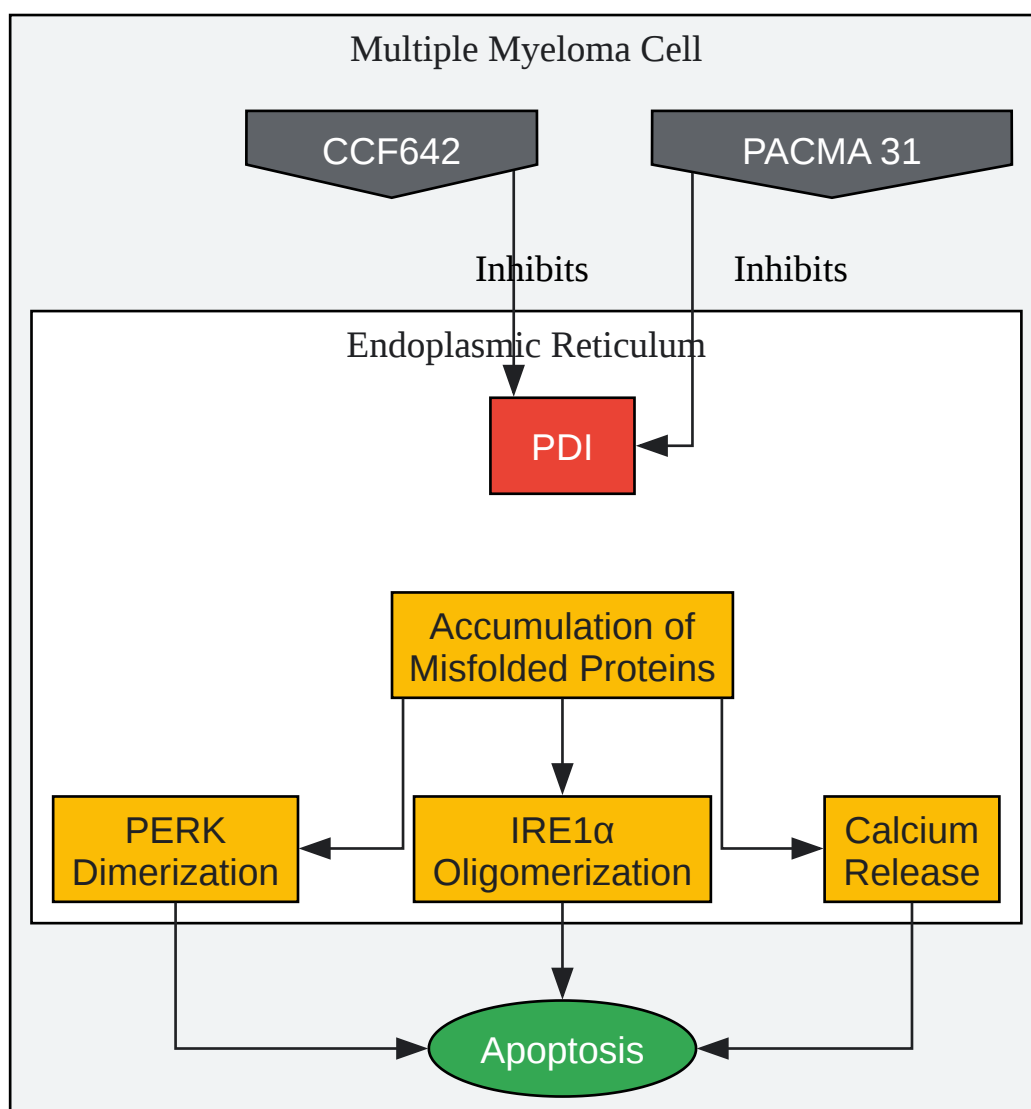 Multiple Myeloma Cell
CCF642
PACMA 31
Inhibits
Inhibits
Endoplasmic Reticulum
PDI
Accumulation of
Misfolded Proteins
PERK
Dimerization
IRE1α
Oligomerization
Calcium
Release
Apoptosis